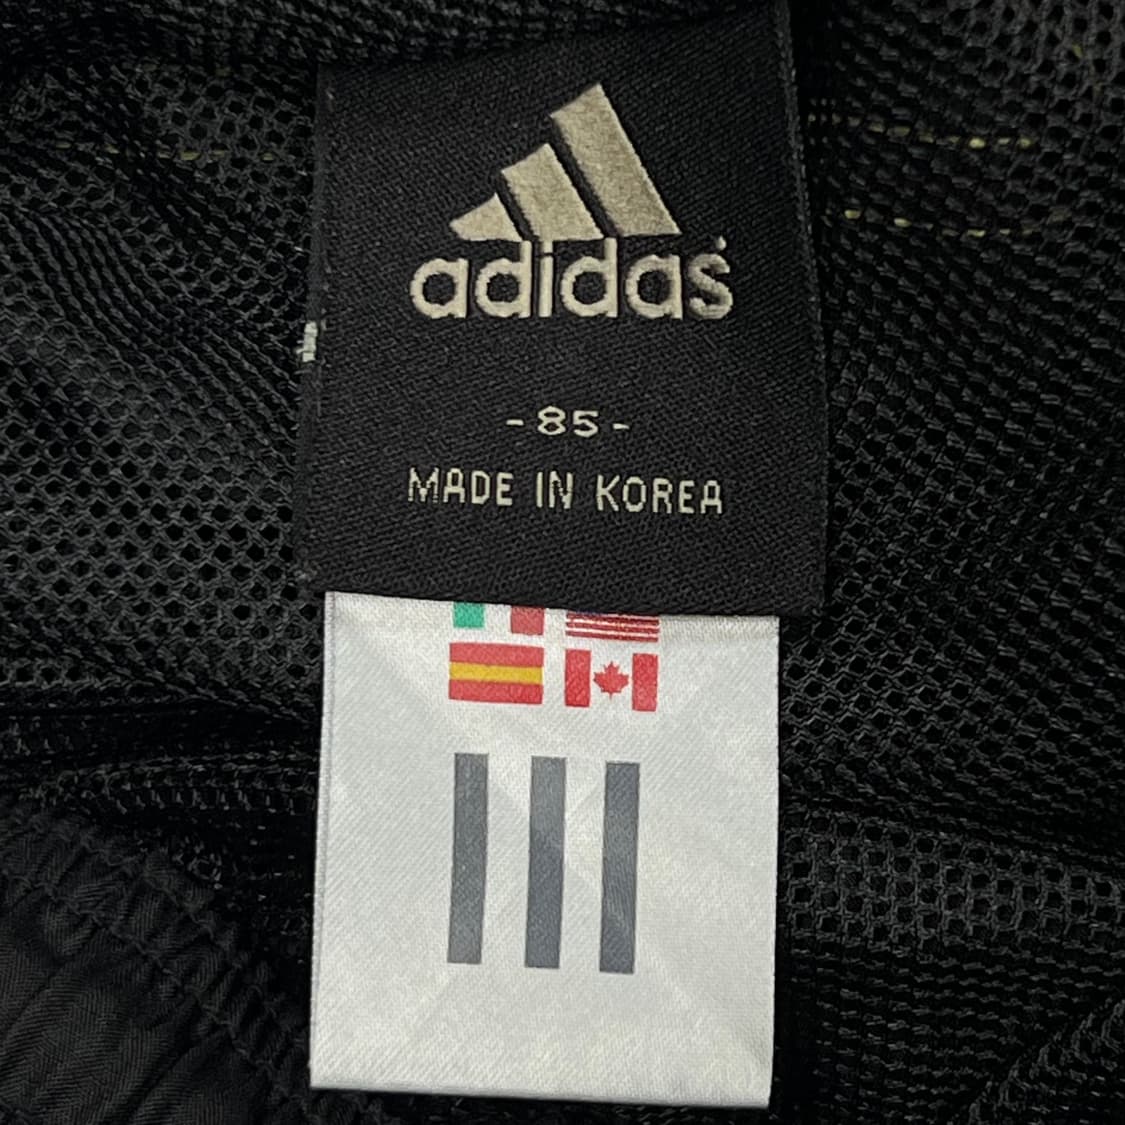 adidas
-85-
MADE IN KOREA